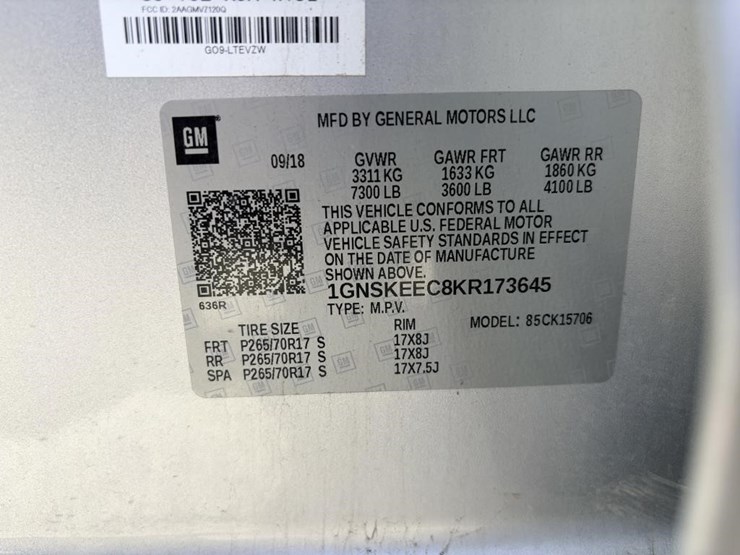 FCC ID: 2AAGMVZ120Q
GO9-LTEVZW
GM
MFD BY GENERAL MOTORS LLC
09/18
GVWR GAWR FRT GAWR RR
3311 KG 1633 KG 1860 KG
7300 LB 3600 LB 4100 LB
THIS VEHICLE CONFORMS TO ALL
APPLICABLE U.S. FEDERAL MOTOR
VEHICLE SAFETY STANDARDS IN EFFECT
ON THE DATE OF MANUFACTURE
SHOWN ABOVE.
1GNSKEEC8KR173645
636R
TYPE: M.P.V.
MODEL: 85CK15706
TIRE SIZE RIM
FRT P265/70R17 S 17X8J
RR P265/70R17 S 17X8J
SPA P265/70R17 S 17X7.5J